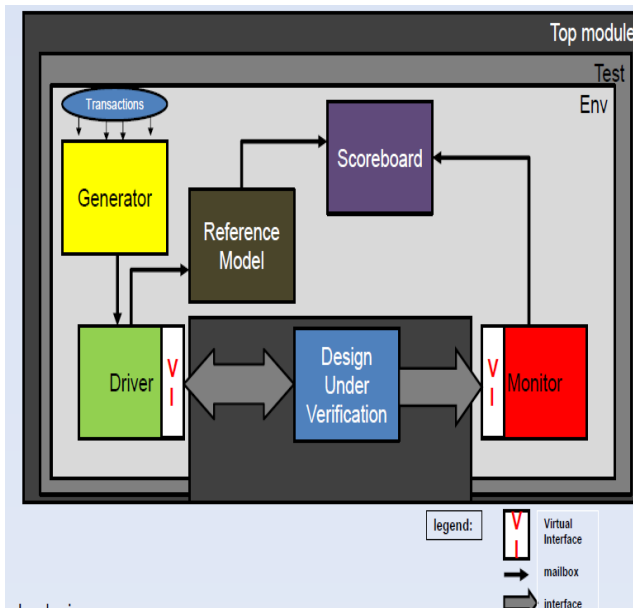 Top module
Test
Env
Transactions
Generator
Scoreboard
Reference
Model
Driver
V
I
Design
Under
Verification
V
I
Monitor
legend:
V
I
Virtual
Interface
mailbox
interface